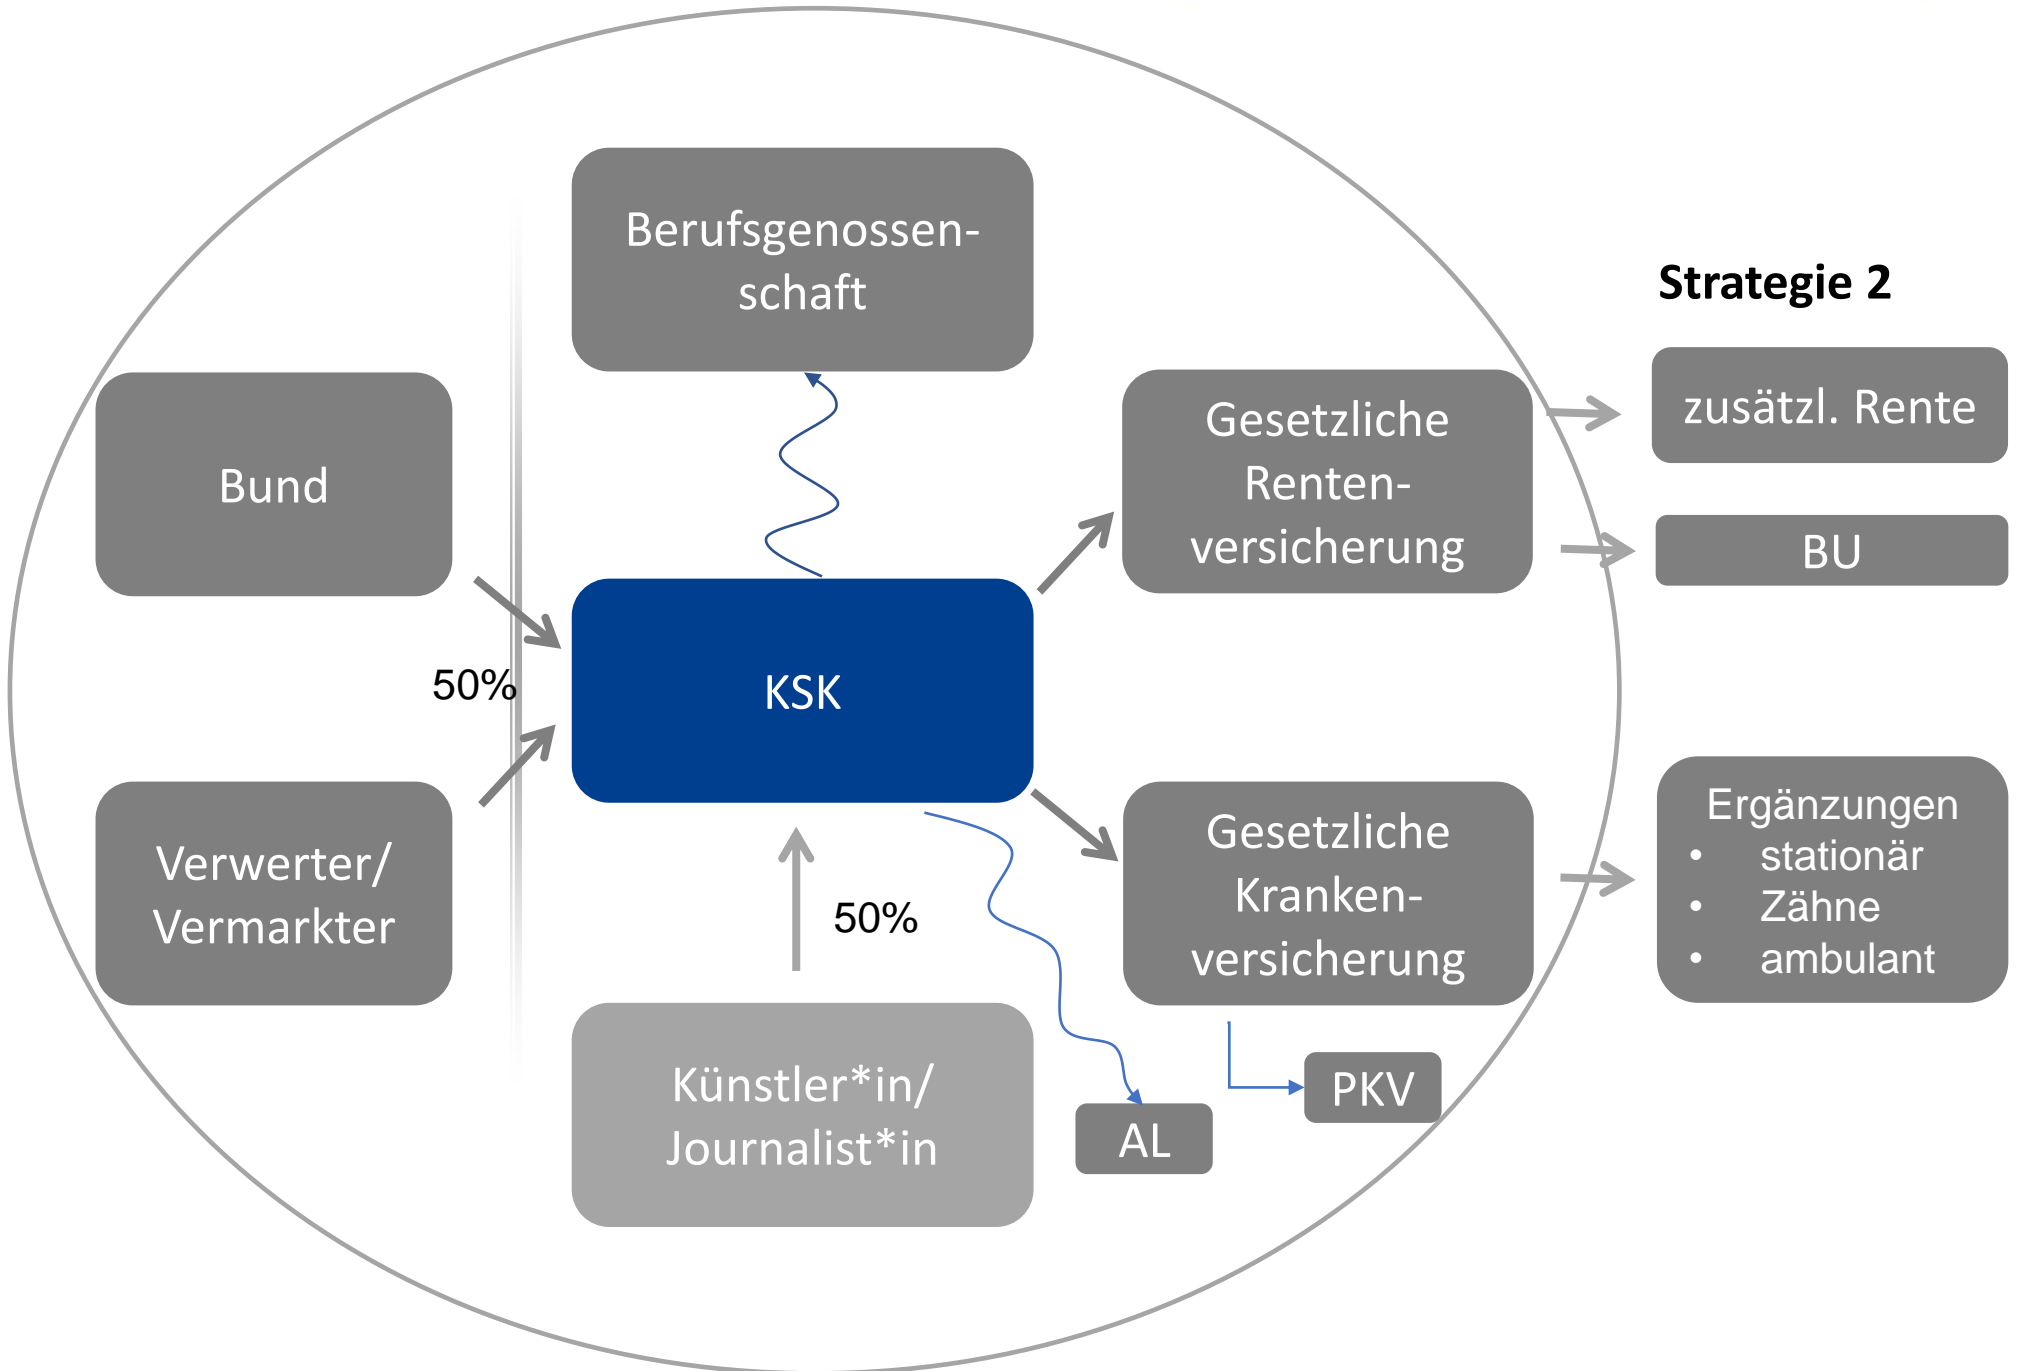 Berufsgenossen-
schaft
Strategie 2
Bund
Gesetzliche
Renten-
versicherung
zusätzl. Rente
BU
50%
KSK
Verwerter/
Vermarkter
50%
Gesetzliche
Kranken-
versicherung
Ergänzungen
• stationär
• Zähne
• ambulant
Künstler*in/
Journalist*in
AL
PKV